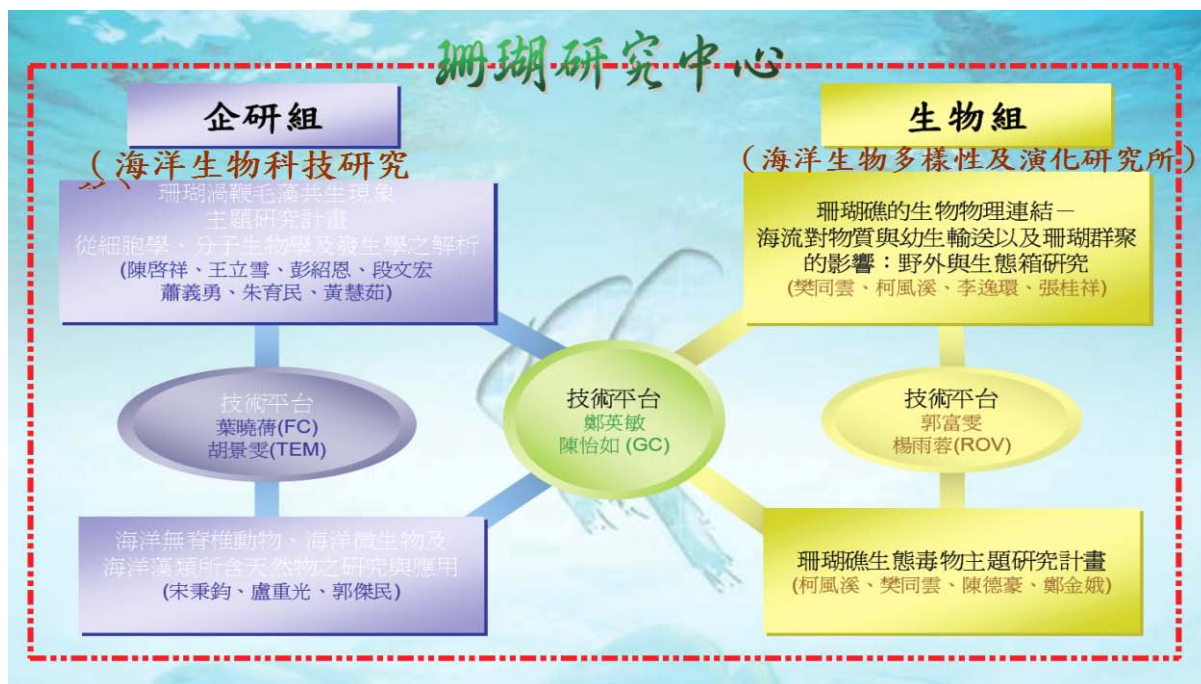 珊瑚研究中心
企研組
(海洋生物科技研究
珊瑚渦鞭毛藻共生現象
主題研究計畫
從細胞學、分子生物學及發生學之解析
(陳啓祥、王立雪、彭紹恩、段文宏
蕭義勇、朱育民、黃慧茹)
技術平台
葉曉蒨(FC)
胡景雯(TEM)
海洋無脊椎動物、海洋微生物及
海洋藻類所含天然物之研究與應用
(宋秉鈞、盧重光、郭傑民)
技術平台
鄭英敏
陳怡如 (GC)
生物組
(海洋生物多樣性及演化研究所)
珊瑚礁的生物物理連結－
海流對物質與幼生輸送以及珊瑚群聚
的影響：野外與生態箱研究
(樊同雲、柯風溪、李逸環、張桂祥)
技術平台
郭富雯
楊雨蓉(ROV)
珊瑚礁生態毒物主題研究計畫
(柯風溪、樊同雲、陳德豪、鄭金娥)